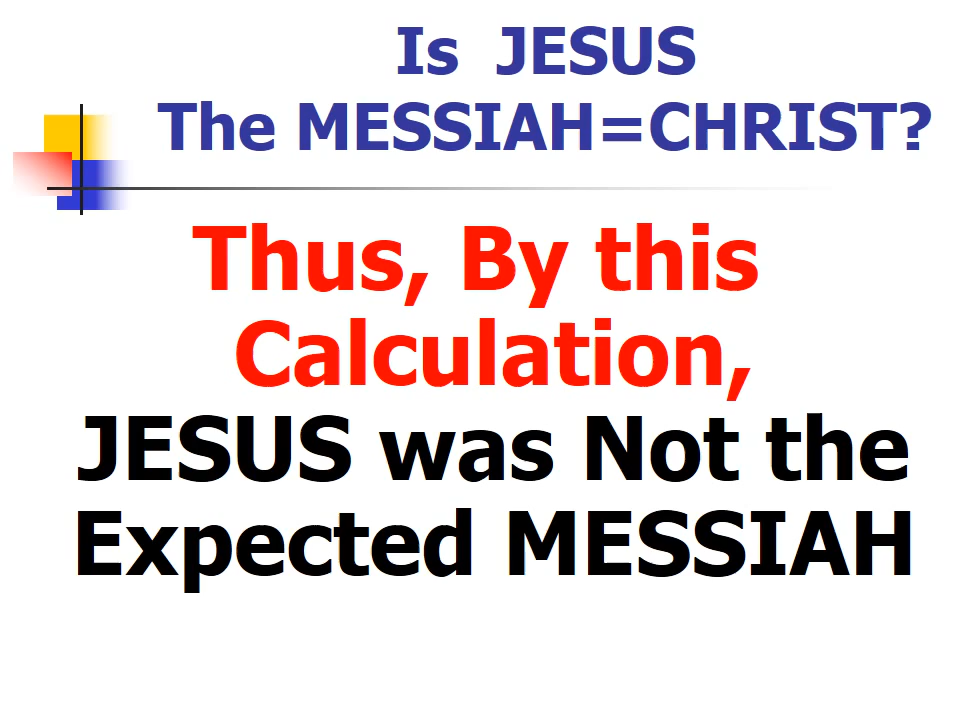 Is JESUS
The MESSIAH=CHRIST?
Thus, By this
Calculation,
JESUS was Not the
Expected MESSIAH